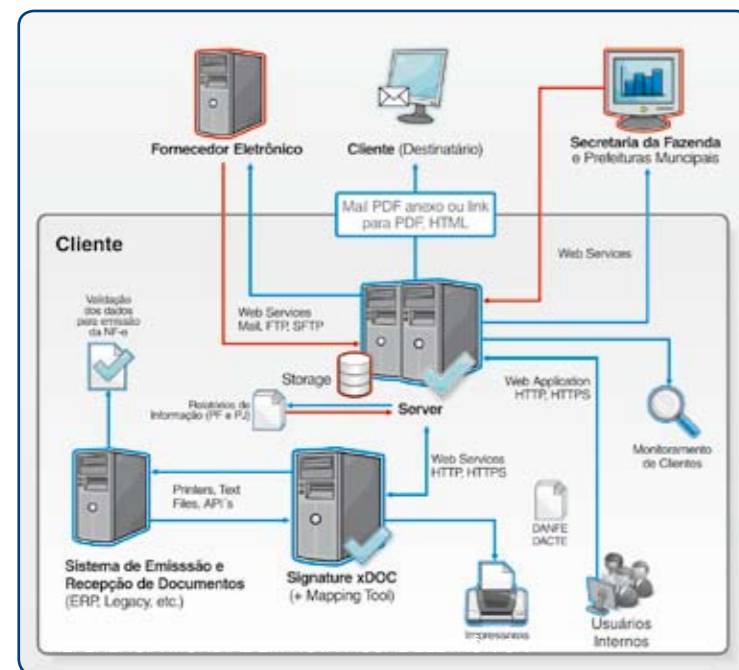 Fornecedor Eletrônico
Cliente (Destinatário)
Secretaria da Fazenda
e Prefeituras Muncipais
Mail PDF anexo ou link
para PDF, HTML
Cliente
Web Services
Validação
dos dados
para emissão
da NF-e
Web Services
Mail, FTP, SFTP
Storage
Web Application
HTTP, HTTPS
Relatórios de
Informação (PF e PJ)
Server
Monitoramento
de Clientes
Web Services
HTTP, HTTPS
Printers, Text
Files, API´s
DANFE
DACTE
Sistema de Emisssão e
Recepção de Documentos
(ERP, Legacy, etc.)
Signature xDOC
(+ Mapping Tool)
Impressoras
Usuários
Internos